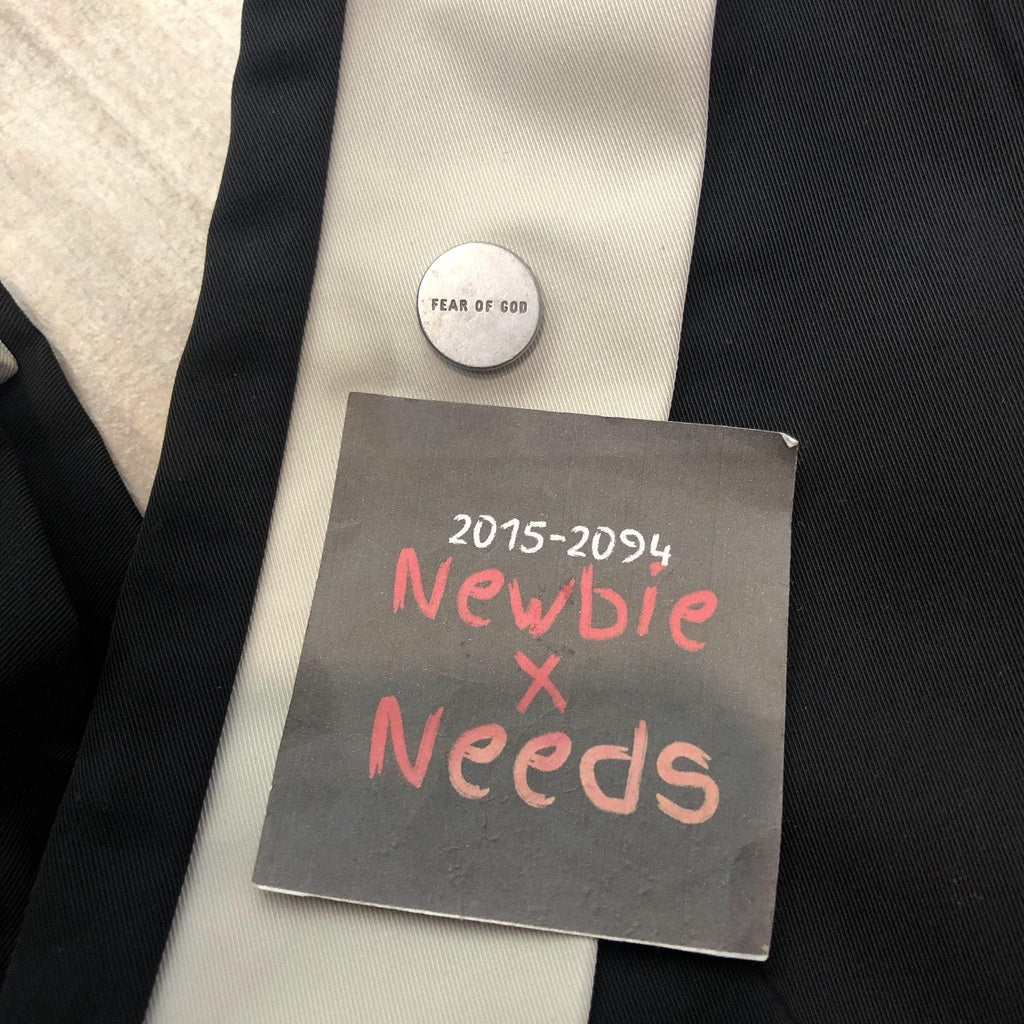 FEAR OF GOD
2015-2094
Newbie
x
Needs